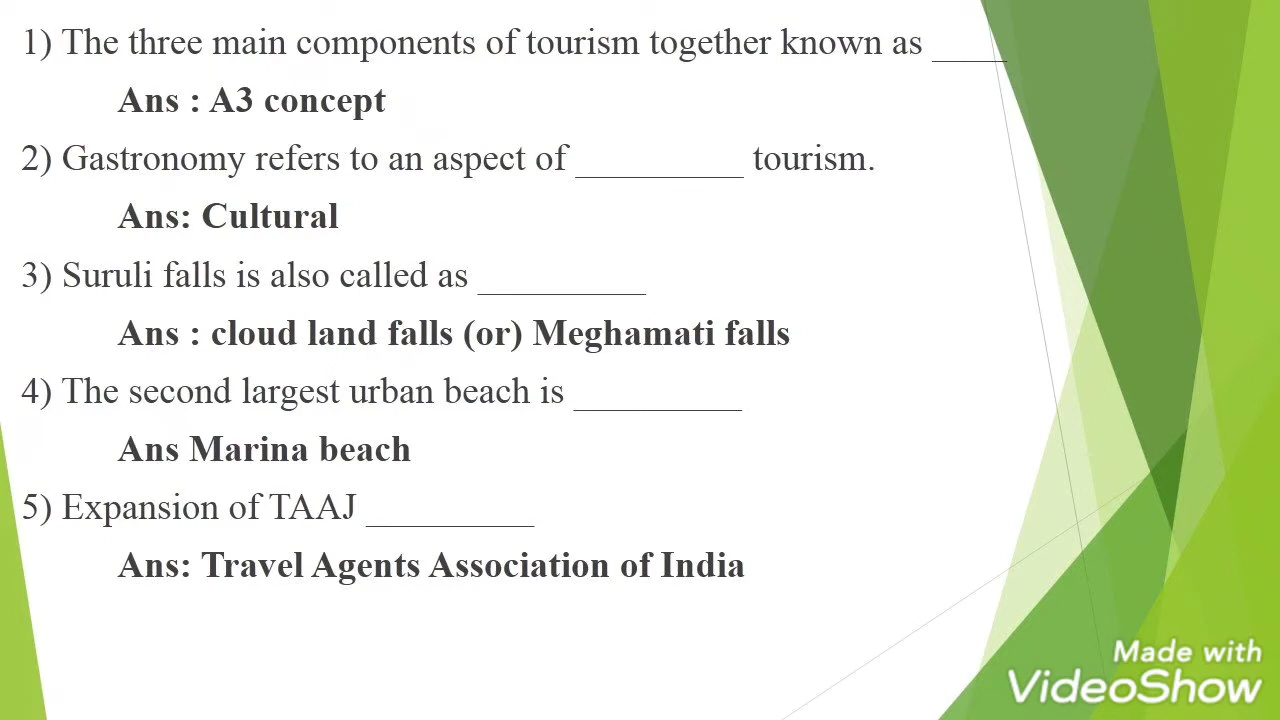 1) The three main components of tourism together known as ____
Ans : A3 concept
2) Gastronomy refers to an aspect of _________ tourism.
Ans: Cultural
3) Suruli falls is also called as _________
Ans : cloud land falls (or) Meghamati falls
4) The second largest urban beach is _________
Ans Marina beach
5) Expansion of TAAJ _________
Ans: Travel Agents Association of India
Made with
VideoShow